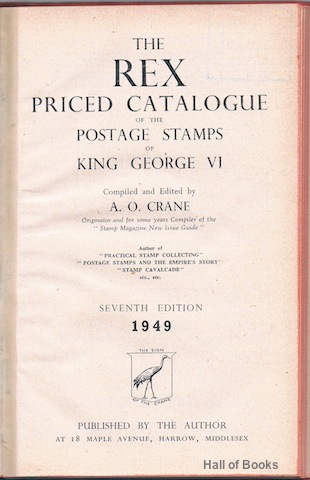 THE
REX
PRICED CATALOGUE
OF THE
POSTAGE STAMPS
OF
KING GEORGE VI
Compiled and Edited by
A. O. CRANE
Originator and for some years Compiler of the
"Stamp Magazine New Issue Guide"
Author of
"PRACTICAL STAMP COLLECTING"
"POSTAGE STAMPS AND THE EMPIRE'S STORY"
"STAMP CAVALCADE"
etc., etc.
SEVENTH EDITION
1949
THE SIGN
OF THE CRANE
PUBLISHED BY THE AUTHOR
AT 18 MAPLE AVENUE, HARROW, MIDDLESEX
Hall of Books